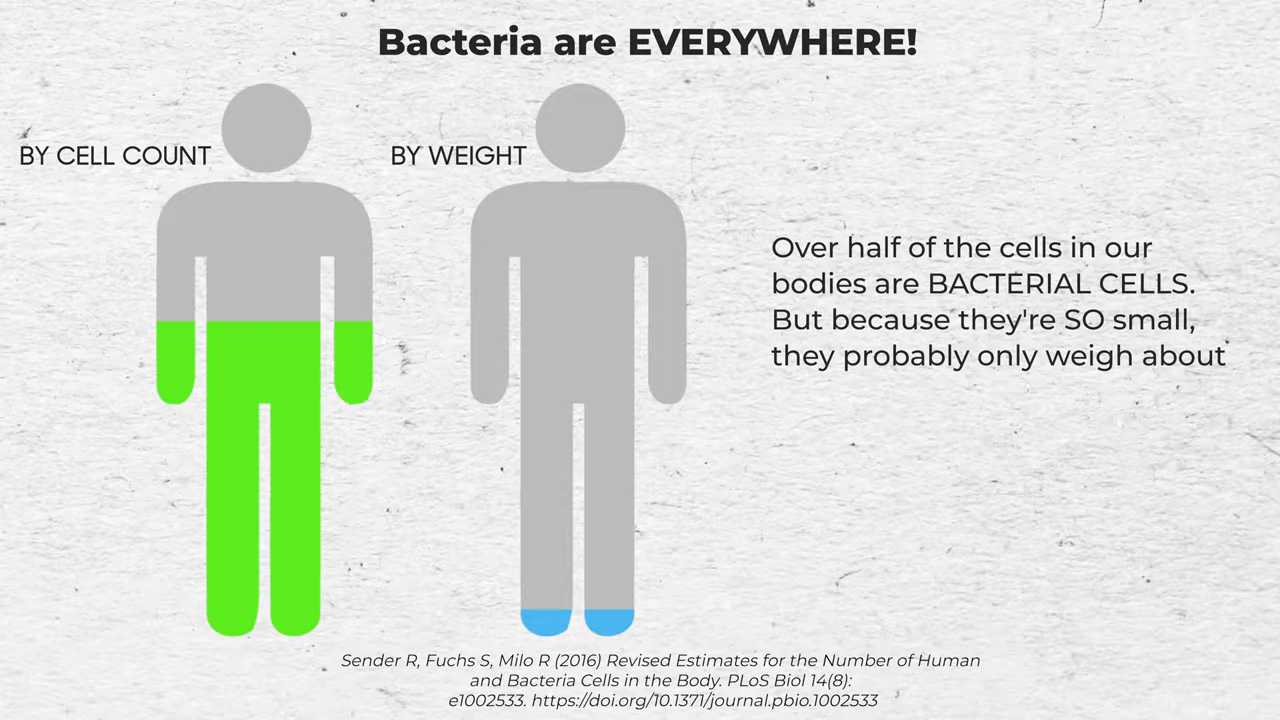 Bacteria are EVERYWHERE!
BY CELL COUNT
BY WEIGHT
Over half of the cells in our
bodies are BACTERIAL CELLS.
But because they're SO small,
they probably only weigh about
Sender R, Fuchs S, Milo R (2016) Revised Estimates for the Number of Human
and Bacteria Cells in the Body. PLoS Biol 14(8):
e1002533. https://doi.org/10.1371/journal.pbio.1002533